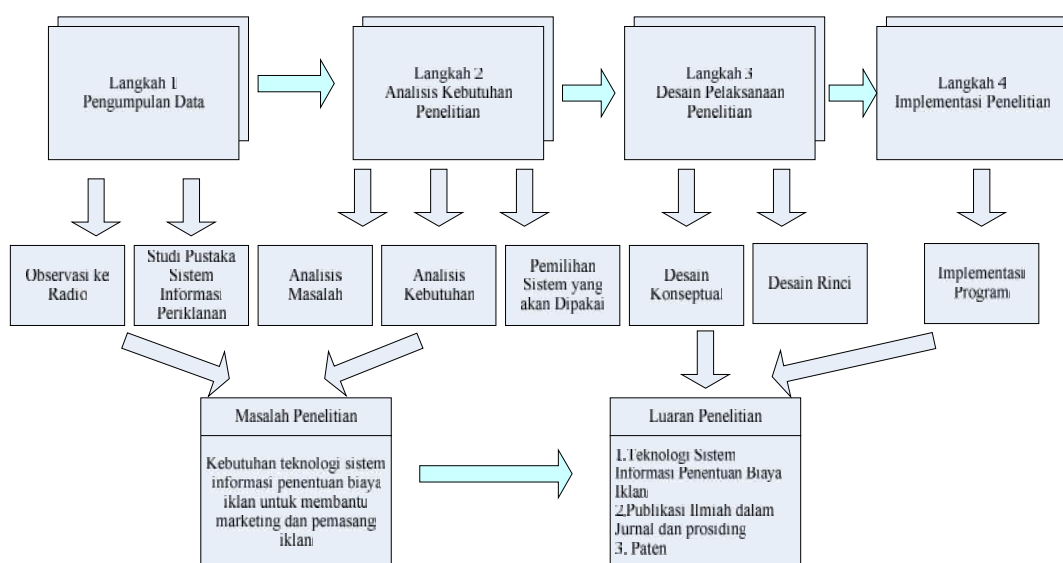 Langkah 1
Pengumpulan Data
Langkah 2
Analisis Kebutuhan
Penelitian
Langkah 3
Desain Pelaksanaan
Penelitian
Langkah 4
Implementasi Penelitian
Observasi ke
Radio
Studi Pustaka
Sistem
Informasi
Periklanan
Analisis
Masalah
Analisis
Kebutuhan
Pemilihan
Sistem yang
akan Dipakai
Desain
Konseptual
Desain Rinci
Implementasi
Program
Masalah Penelitian
Kebutuhan teknologi sistem
informasi penentuan biaya
iklan untuk membantu
marketing dan pemasang
iklan
Luaran Penelitian
1.Teknologi Sistem
Informasi Penentuan Biaya
Iklan
2.Publikasi Ilmiah dalam
Jurnal dan prosiding
3. Paten